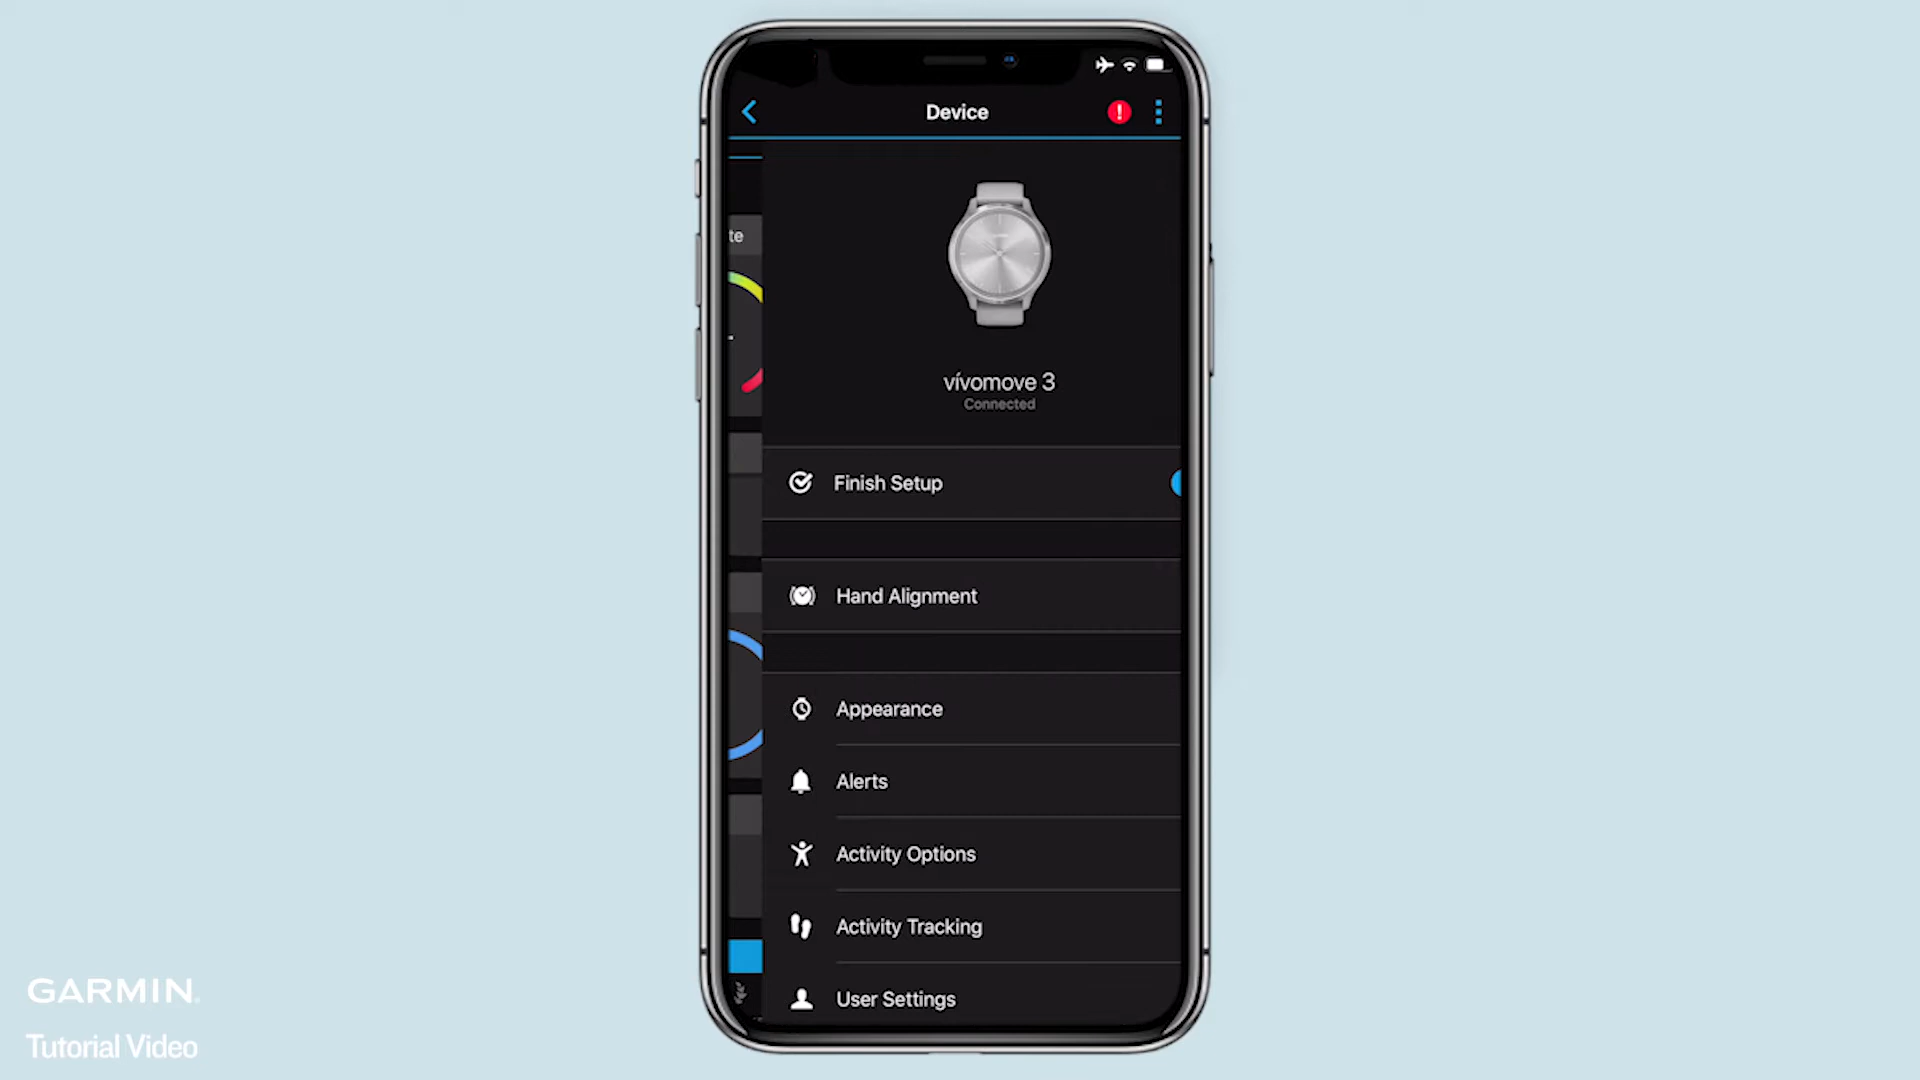 Device
te
vívomove 3
Connected
Finish Setup
Hand Alignment
Appearance
Alerts
Activity Options
Activity Tracking
User Settings
GARMIN.
Tutorial Video